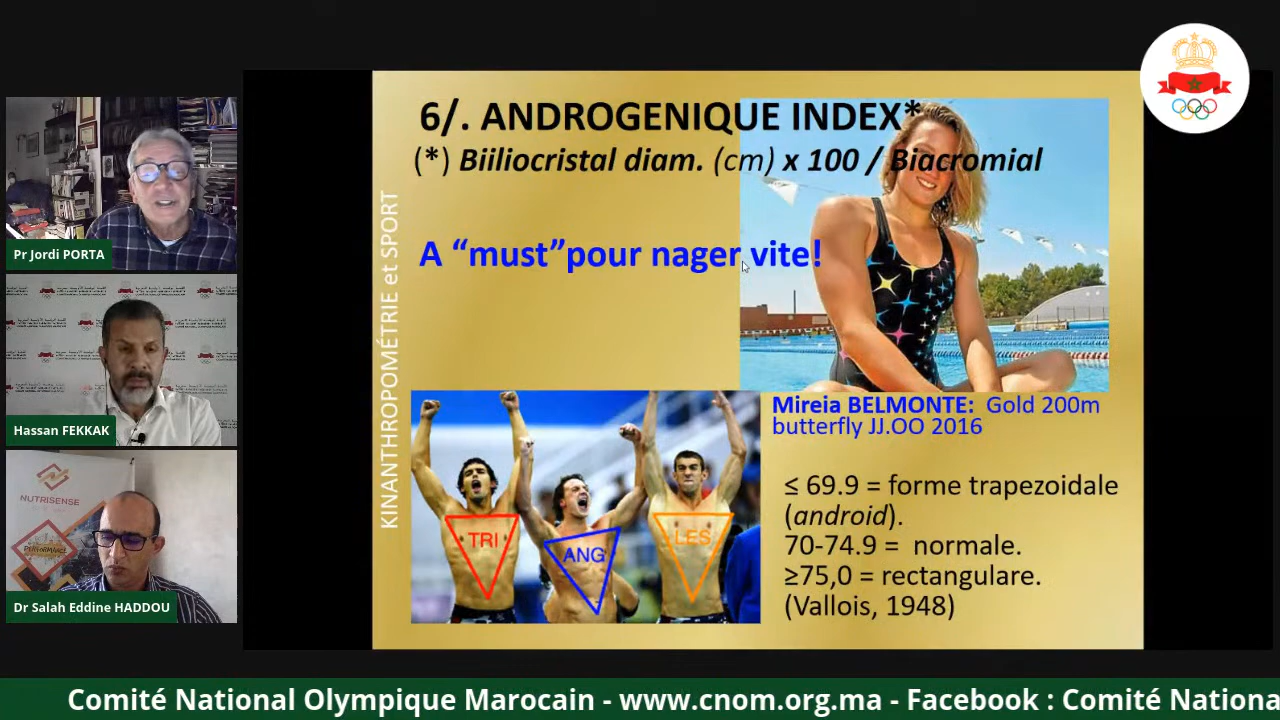 6/. ANDROGENIQUE INDEX*
(*) Biiliocristal diam. (cm) x 100 / Biacromial
A “must”pour nager vite!
KINANTHROPOMÉTRIE et SPORT
Mireia BELMONTE: Gold 200m
butterfly JJ.OO 2016
TRI
ANG
LES
≤ 69.9 = forme trapezoidale
(android).
70-74.9 = normale.
≥75,0 = rectangulare.
(Vallois, 1948)
Pr Jordi PORTA
Hassan FEKKAK
NUTRISENSE
PERFORMANCE
Dr Salah Eddine HADDOU
Comité National Olympique Marocain - www.cnom.org.ma - Facebook : Comité Nationa